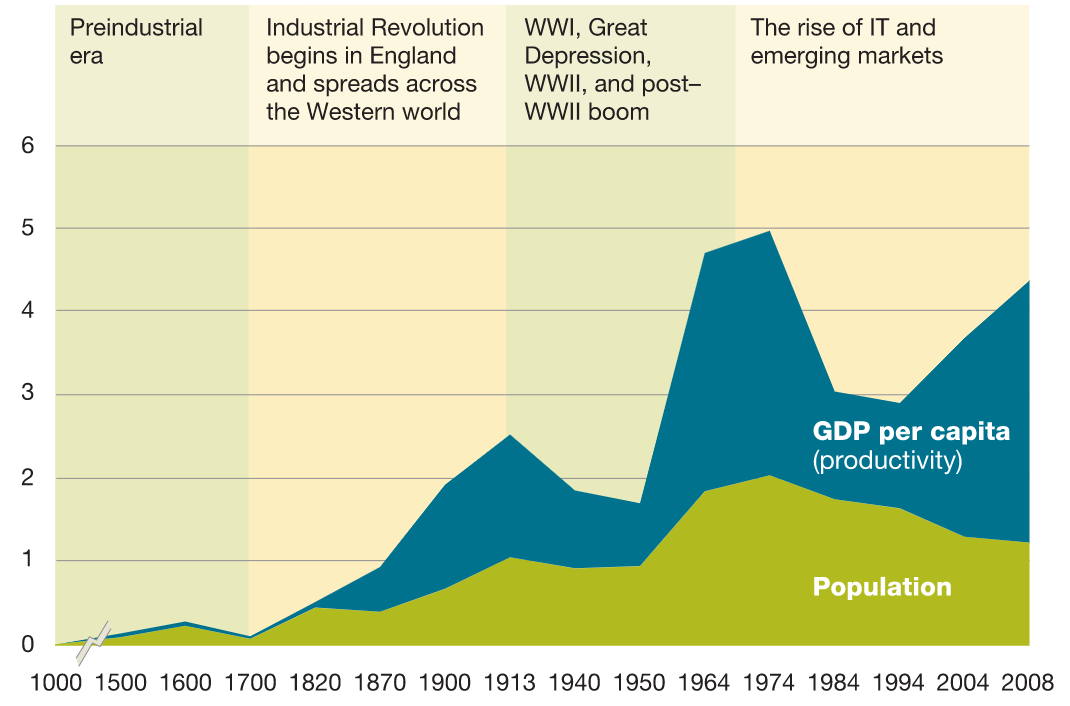 Preindustrial
era
Industrial Revolution
begins in England
and spreads across
the Western world
WWI, Great
Depression,
WWII, and post–
WWII boom
The rise of IT and
emerging markets
6
5
4
3
2
1
0
GDP per capita
(productivity)
Population
1000 1500 1600 1700 1820 1870 1900 1913 1940 1950 1964 1974 1984 1994 2004 2008